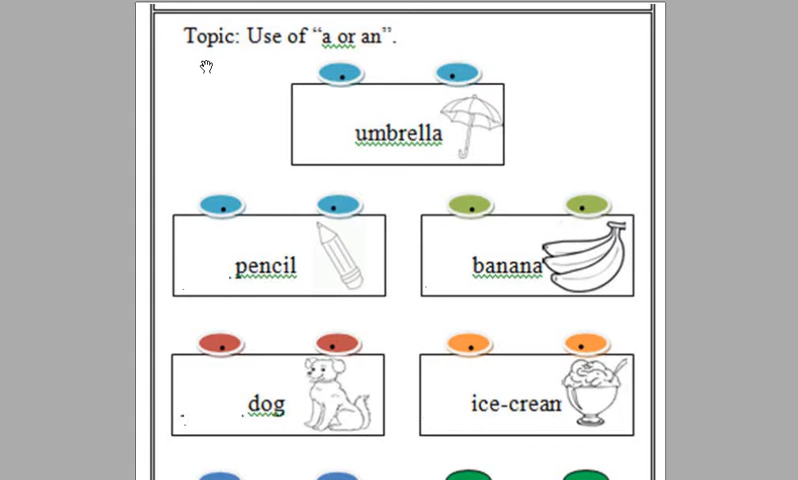 Topic: Use of “a or an”.
umbrella
pencil
banana
dog
ice-crean